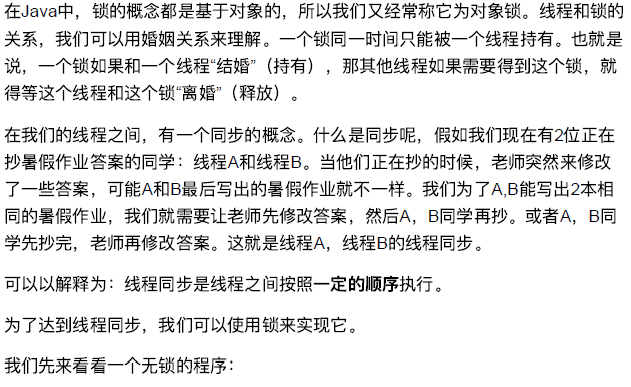 在Java中，锁的概念都是基于对象的，所以我们又经常称它为对象锁。线程和锁的
关系，我们可以用婚姻关系来理解。一个锁同一时间只能被一个线程持有。也就是
说，一个锁如果和一个线程“结婚”（持有），那其他线程如果需要得到这个锁，就
得等这个线程和这个锁“离婚”（释放）。
在我们的线程之间，有一个同步的概念。什么是同步呢，假如我们现在有2位正在
抄暑假作业答案的同学：线程A和线程B。当他们正在抄的时候，老师突然来修改
了一些答案，可能A和B最后写出的暑假作业就不一样。我们为了A,B能写出2本相
同的暑假作业，我们就需要让老师先修改答案，然后A，B同学再抄。或者A，B同
学先抄完，老师再修改答案。这就是线程A，线程B的线程同步。
可以以解释为：线程同步是线程之间按照一定的顺序执行。
为了达到线程同步，我们可以使用锁来实现它。
我们先来看看一个无锁的程序：